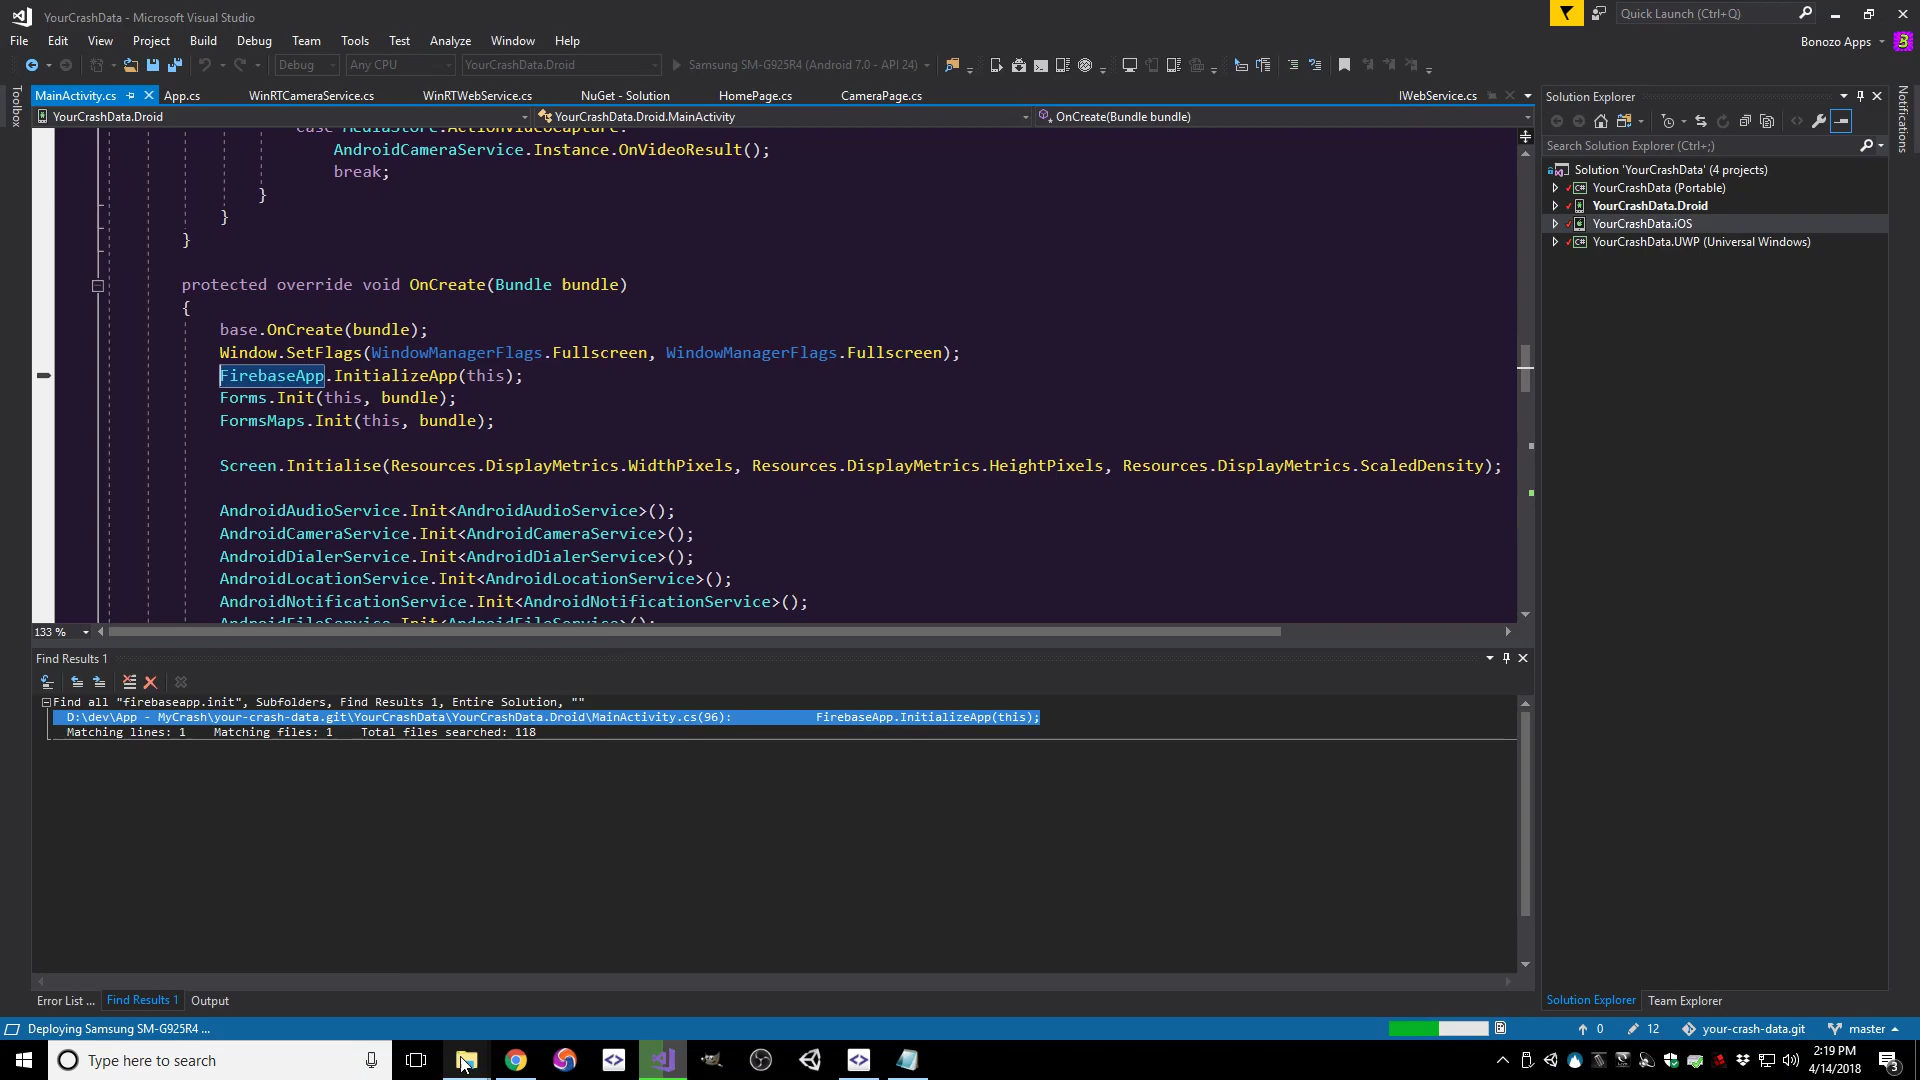 YourCrashData - Microsoft Visual Studio
Quick Launch (Ctrl+Q)
File Edit View Project Build Debug Team Tools Test Analyze Window Help
Bonozo Apps
Debug Any CPU YourCrashData.Droid Samsung SM-G925R4 (Android 7.0 - API 24)
Toolbox
MainActivity.cs App.cs WinRTCameraService.cs WinRTWebService.cs NuGet - Solution HomePage.cs CameraPage.cs IWebService.cs
YourCrashData.Droid YourCrashData.Droid.MainActivity OnCreate(Bundle bundle)
case MediaStore.ActionVideoCapture:
AndroidCameraService.Instance.OnVideoResult();
break;
}
}
}
protected override void OnCreate(Bundle bundle)
{
base.OnCreate(bundle);
Window.SetFlags(WindowManagerFlags.Fullscreen, WindowManagerFlags.Fullscreen);
FirebaseApp.InitializeApp(this);
Forms.Init(this, bundle);
FormsMaps.Init(this, bundle);
Screen.Initialise(Resources.DisplayMetrics.WidthPixels, Resources.DisplayMetrics.HeightPixels, Resources.DisplayMetrics.ScaledDensity);
AndroidAudioService.Init<AndroidAudioService>();
AndroidCameraService.Init<AndroidCameraService>();
AndroidDialerService.Init<AndroidDialerService>();
AndroidLocationService.Init<AndroidLocationService>();
AndroidNotificationService.Init<AndroidNotificationService>();
AndroidFileService.Init<AndroidFileService>();
133 %
Find Results 1
Find all "firebaseapp.init", Subfolders, Find Results 1, Entire Solution, ""
D:\dev\App - MyCrash\your-crash-data.git\YourCrashData\YourCrashData.Droid\MainActivity.cs(96): FirebaseApp.InitializeApp(this);
Matching lines: 1 Matching files: 1 Total files searched: 118
Error List ... Find Results 1 Output
Solution Explorer
Search Solution Explorer (Ctrl+;)
Solution 'YourCrashData' (4 projects)
YourCrashData (Portable)
YourCrashData.Droid
YourCrashData.iOS
YourCrashData.UWP (Universal Windows)
Solution Explorer Team Explorer
Notifications
Deploying Samsung SM-G925R4 ...
0 12 your-crash-data.git master
Type here to search
2:19 PM
4/14/2018
3